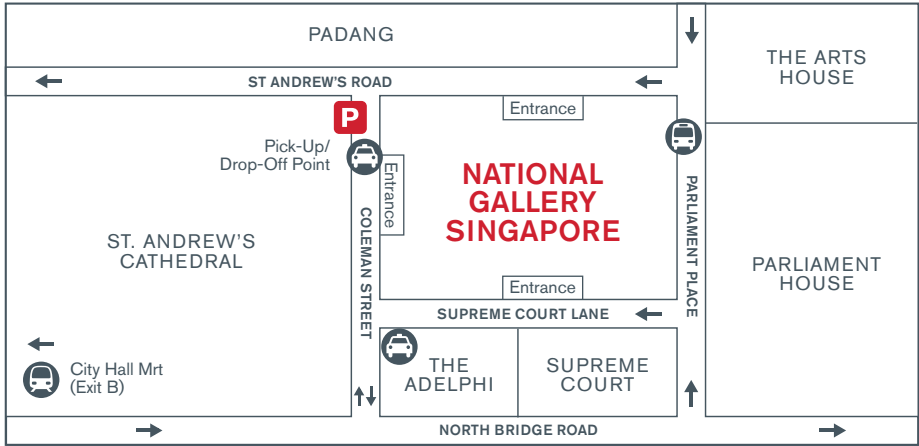 PADANG
THE ARTS
HOUSE
ST ANDREW'S ROAD
P
Entrance
Pick-Up/
Drop-Off Point
Entrance
NATIONAL
GALLERY
SINGAPORE
COLEMAN STREET
PARLIAMENT PLACE
ST. ANDREW'S
CATHEDRAL
PARLIAMENT
HOUSE
Entrance
SUPREME COURT LANE
City Hall Mrt
(Exit B)
THE
ADELPHI
SUPREME
COURT
NORTH BRIDGE ROAD